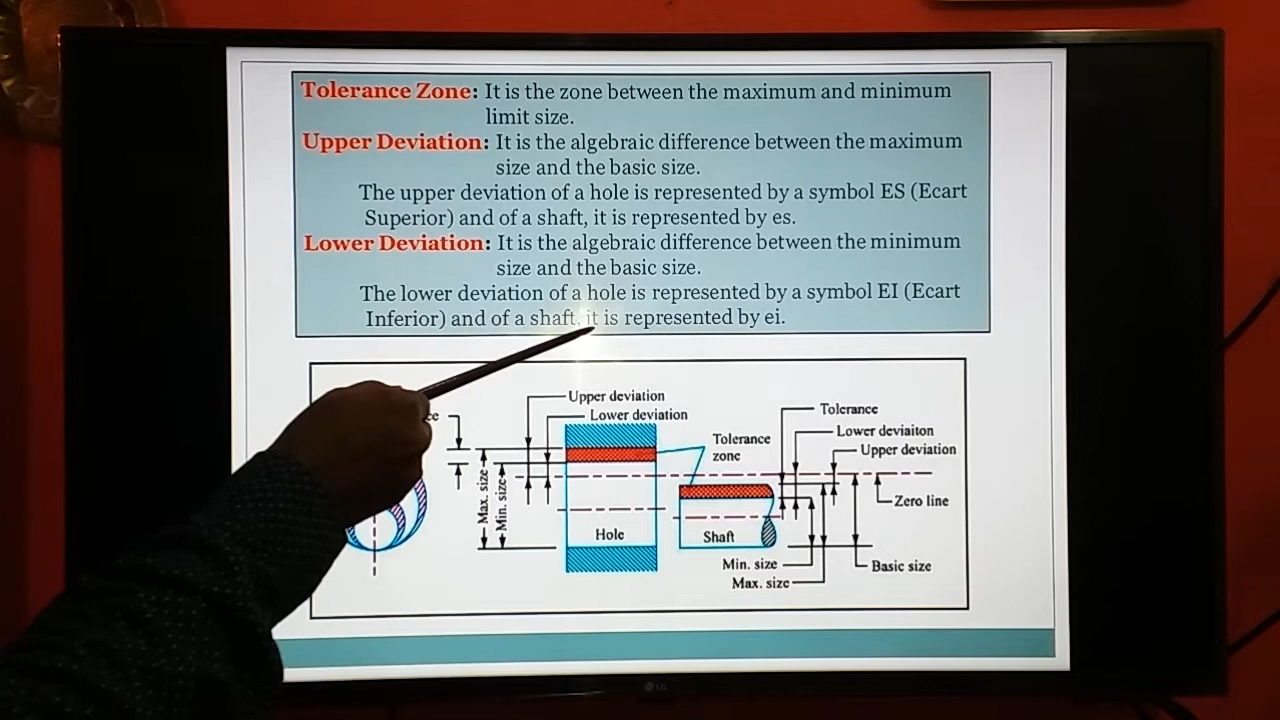 Tolerance Zone: It is the zone between the maximum and minimum
limit size.
Upper Deviation: It is the algebraic difference between the maximum
size and the basic size.
The upper deviation of a hole is represented by a symbol ES (Ecart
Superior) and of a shaft, it is represented by es.
Lower Deviation: It is the algebraic difference between the minimum
size and the basic size.
The lower deviation of a hole is represented by a symbol EI (Ecart
Inferior) and of a shaft, it is represented by ei.
Upper deviation
Lower deviation
Tolerance
zone
Max. size
Min. size
Hole
Shaft
Tolerance
Lower deviaiton
Upper deviation
Zero line
Min. size
Basic size
Max. size
LG